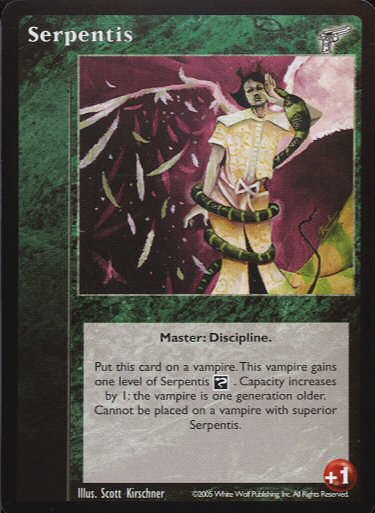 Serpentis
Master: Discipline.
Put this card on a vampire. This vampire gains
one level of Serpentis . Capacity increases
by 1: the vampire is one generation older.
Cannot be placed on a vampire with superior
Serpentis.
+1
Illus. Scott Kirschner
©2005 White Wolf Publishing, Inc. All Rights Reserved.